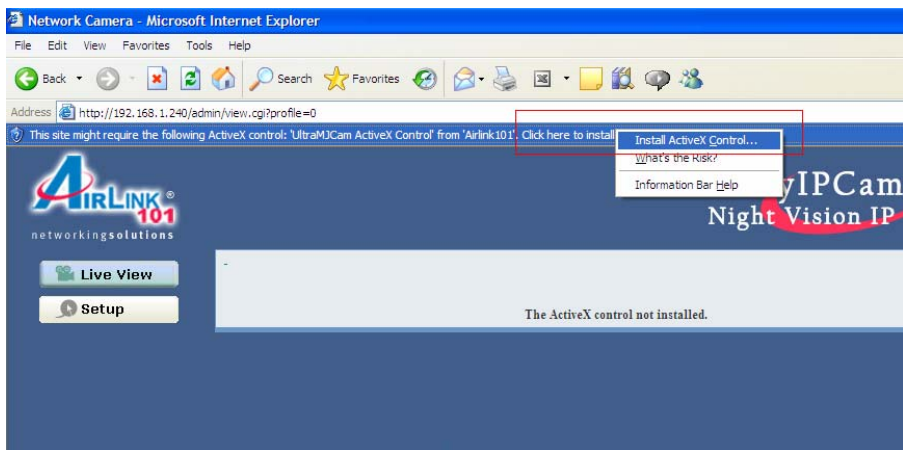 Network Camera - Microsoft Internet Explorer
File Edit View Favorites Tools Help
Back Search Favorites
Address http://192.168.1.240/admin/view.cgi?profile=0
This site might require the following ActiveX control: 'UltraMJCam ActiveX Control' from 'Airlink101'. Click here to install
Install ActiveX Control...
What's the Risk?
Information Bar Help
AIRLINK® 101
networkingsolutions
yIPCam
Night Vision IP
Live View
Setup
-
The ActiveX control not installed.